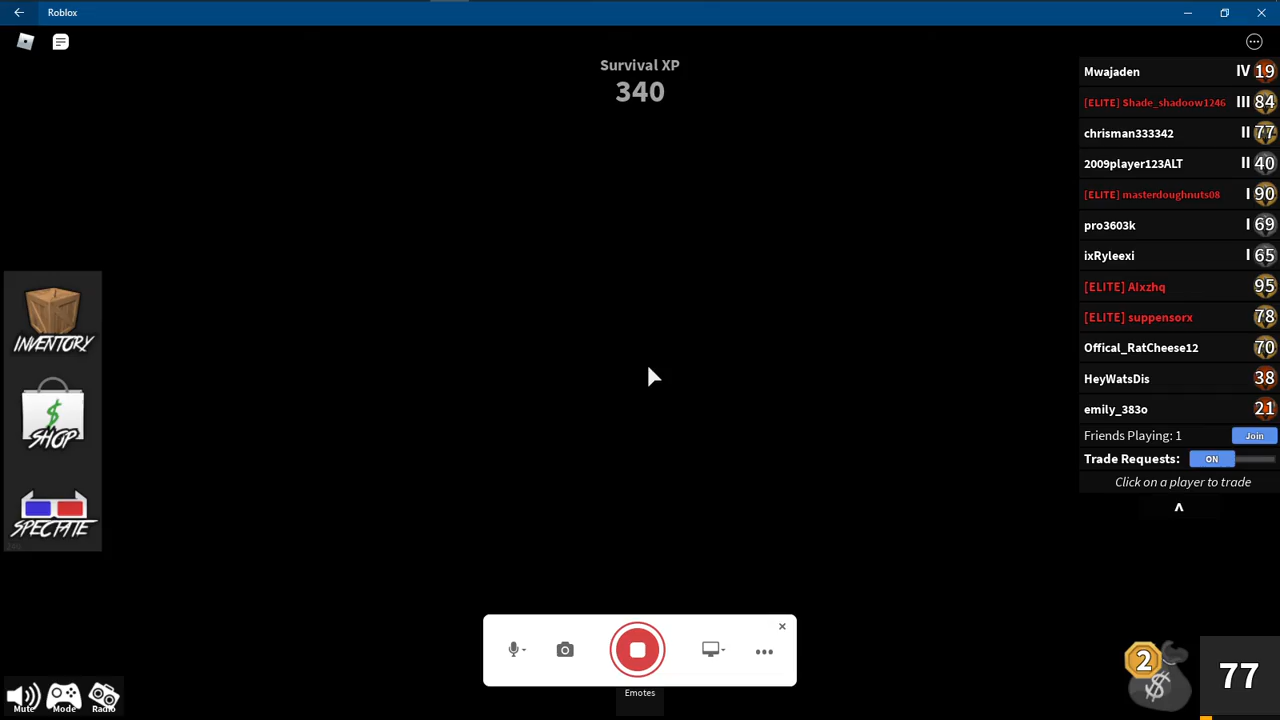 Roblox
Survival XP
340
Mwajaden IV 19
[ELITE] Shade_shadoow1246 III 84
chrisman333342 II 77
2009player123ALT II 40
[ELITE] masterdoughnuts08 I 90
pro3603k I 69
ixRyleexi I 65
[ELITE] AIxzhq 95
[ELITE] suppensorx 78
Offical_RatCheese12 70
HeyWatsDis 38
emily_383o 21
Friends Playing: 1 Join
Trade Requests: ON
Click on a player to trade
INVENTORY
SHOP
SPECTATE
Emotes
Mute Mode Radio
2
77